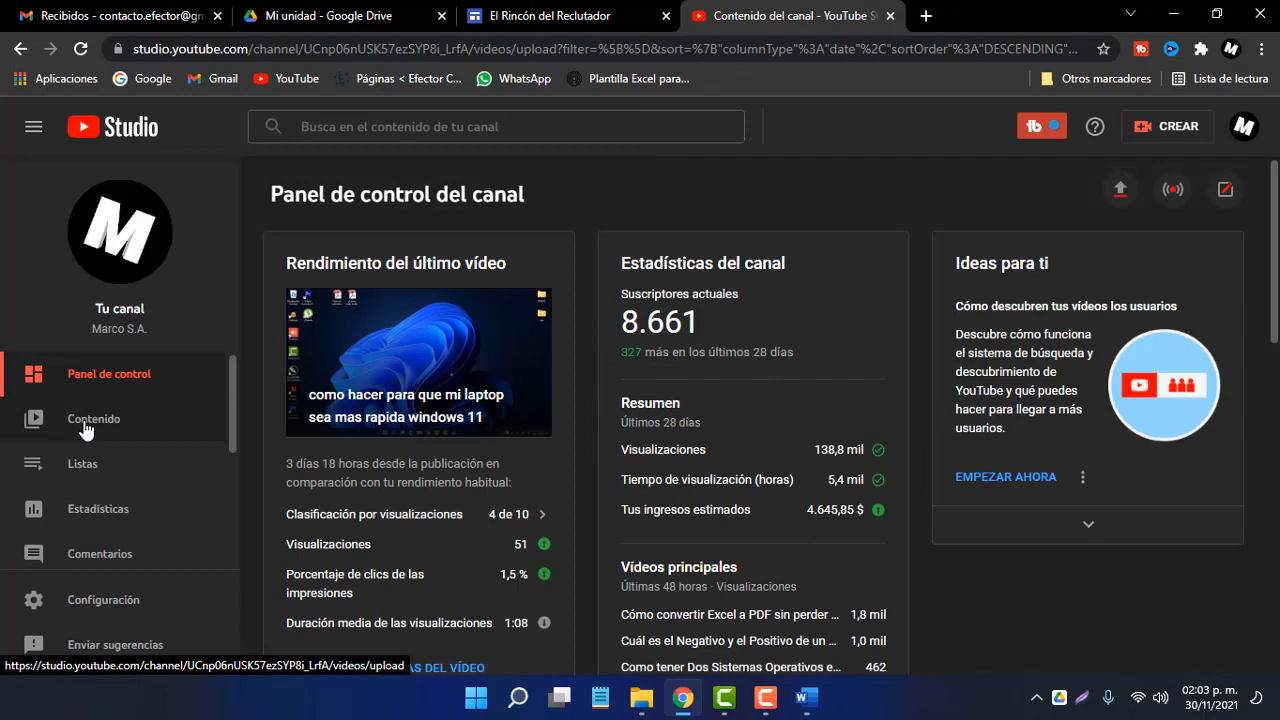 Recibidos - contacto.efector@gm
Mi unidad - Google Drive
El Rincón del Reclutador
Contenido del canal - YouTube S
studio.youtube.com/channel/UCnp06nUSK57ezSYP8i_LrfA/videos/upload?filter=%5B%5D&sort=%7B"columnType"%3A"date"%2C"sortOrder"%3A"DESCENDING"...
Aplicaciones
Google
Gmail
YouTube
Páginas < Efector C...
WhatsApp
Plantilla Excel para...
Otros marcadores
Lista de lectura
Studio
Busca en el contenido de tu canal
tb
CREAR
M
M
Tu canal
Marco S.A.
Panel de control
Contenido
Listas
Estadísticas
Comentarios
Configuración
Enviar sugerencias
Panel de control del canal
Rendimiento del último vídeo
como hacer para que mi laptop
sea mas rapida windows 11
3 días 18 horas desde la publicación en
comparación con tu rendimiento habitual:
Clasificación por visualizaciones 4 de 10
Visualizaciones 51
Porcentaje de clics de las
impresiones 1,5 %
Duración media de las visualizaciones 1:08
AS DEL VÍDEO
Estadísticas del canal
Suscriptores actuales
8.661
327 más en los últimos 28 días
Resumen
Últimos 28 días
Visualizaciones 138,8 mil
Tiempo de visualización (horas) 5,4 mil
Tus ingresos estimados 4.645,85 $
Vídeos principales
Últimas 48 horas · Visualizaciones
Cómo convertir Excel a PDF sin perder ... 1,8 mil
Cuál es el Negativo y el Positivo de un ... 1,0 mil
Como tener Dos Sistemas Operativos e... 462
Ideas para ti
Cómo descubren tus vídeos los usuarios
Descubre cómo funciona
el sistema de búsqueda y
descubrimiento de
YouTube y qué puedes
hacer para llegar a más
usuarios.
EMPEZAR AHORA
https://studio.youtube.com/channel/UCnp06nUSK57ezSYP8i_LrfA/videos/upload
02:03 p. m.
30/11/2021